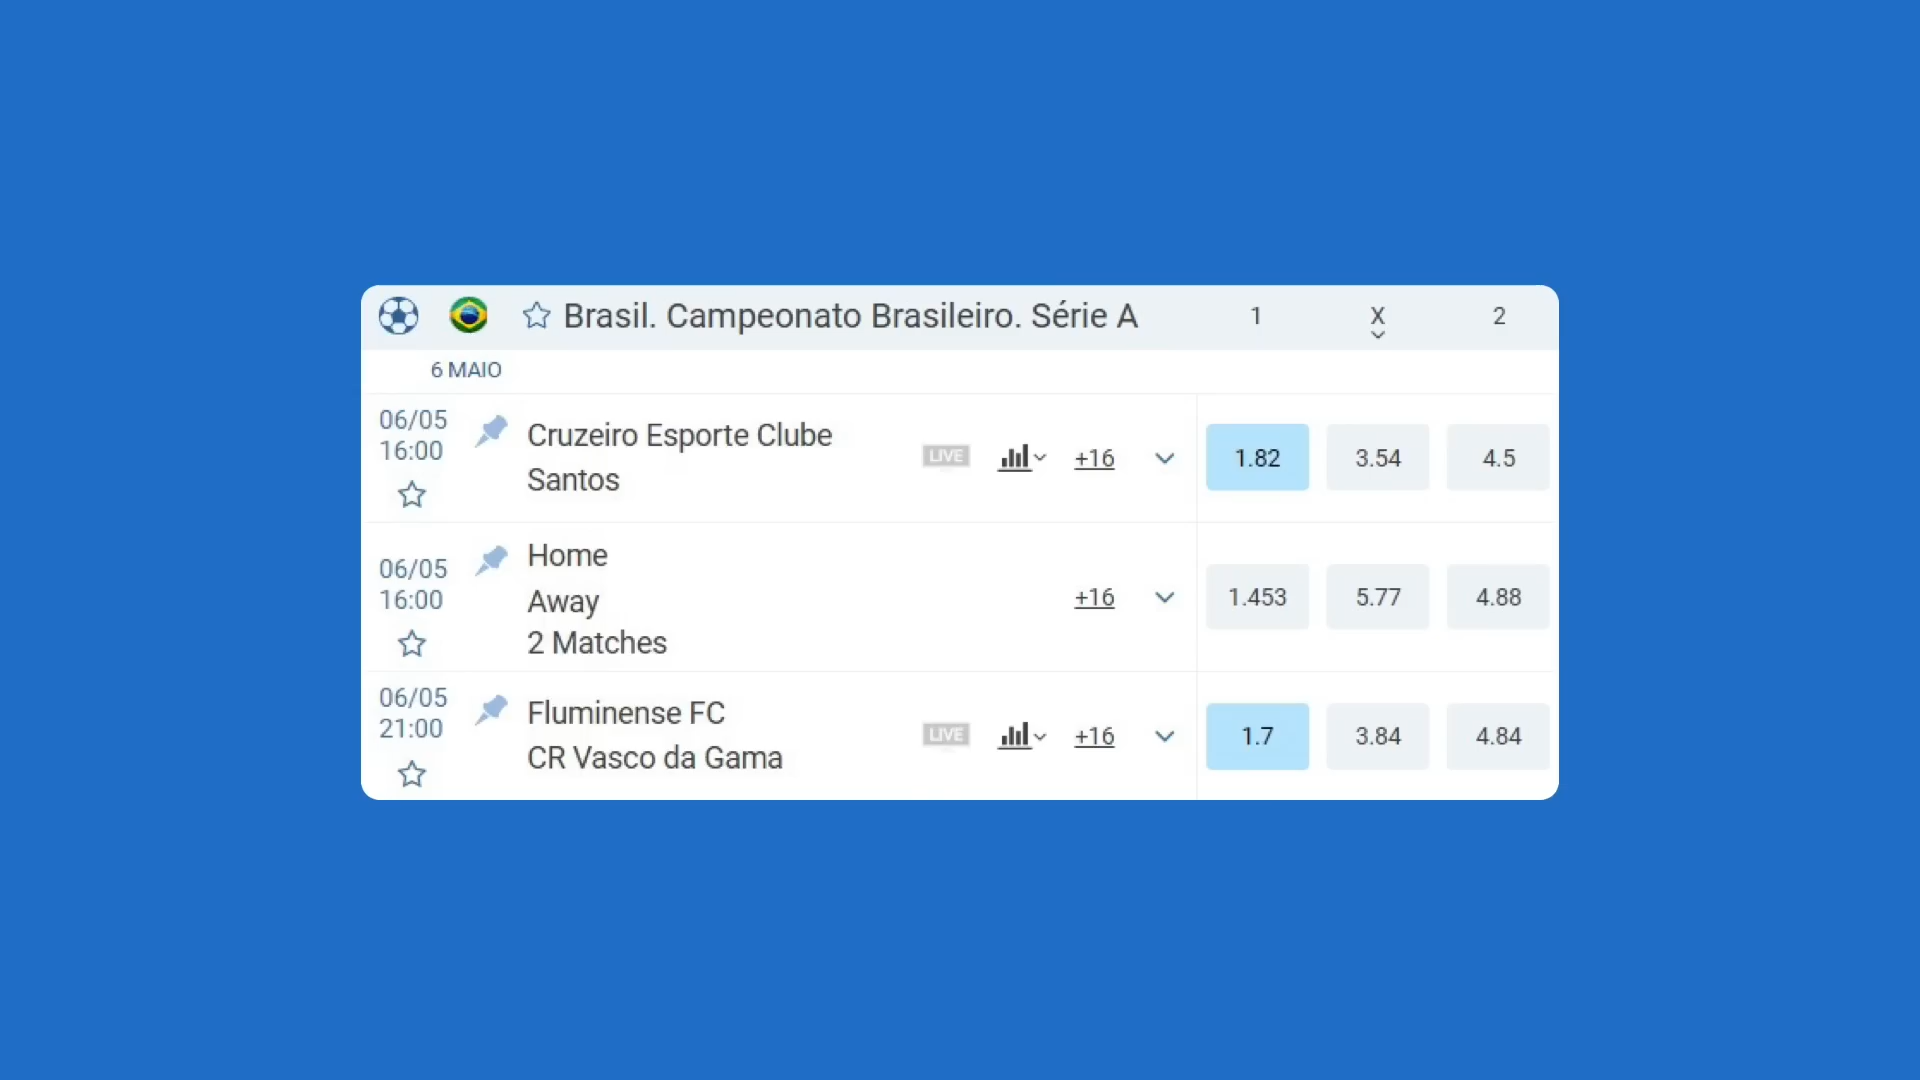 Brasil. Campeonato Brasileiro. Série A 1 X 2
6 MAIO
06/05
16:00
Cruzeiro Esporte Clube
Santos
LIVE +16 1.82 3.54 4.5
06/05
16:00
Home
Away
2 Matches
+16 1.453 5.77 4.88
06/05
21:00
Fluminense FC
CR Vasco da Gama
LIVE +16 1.7 3.84 4.84